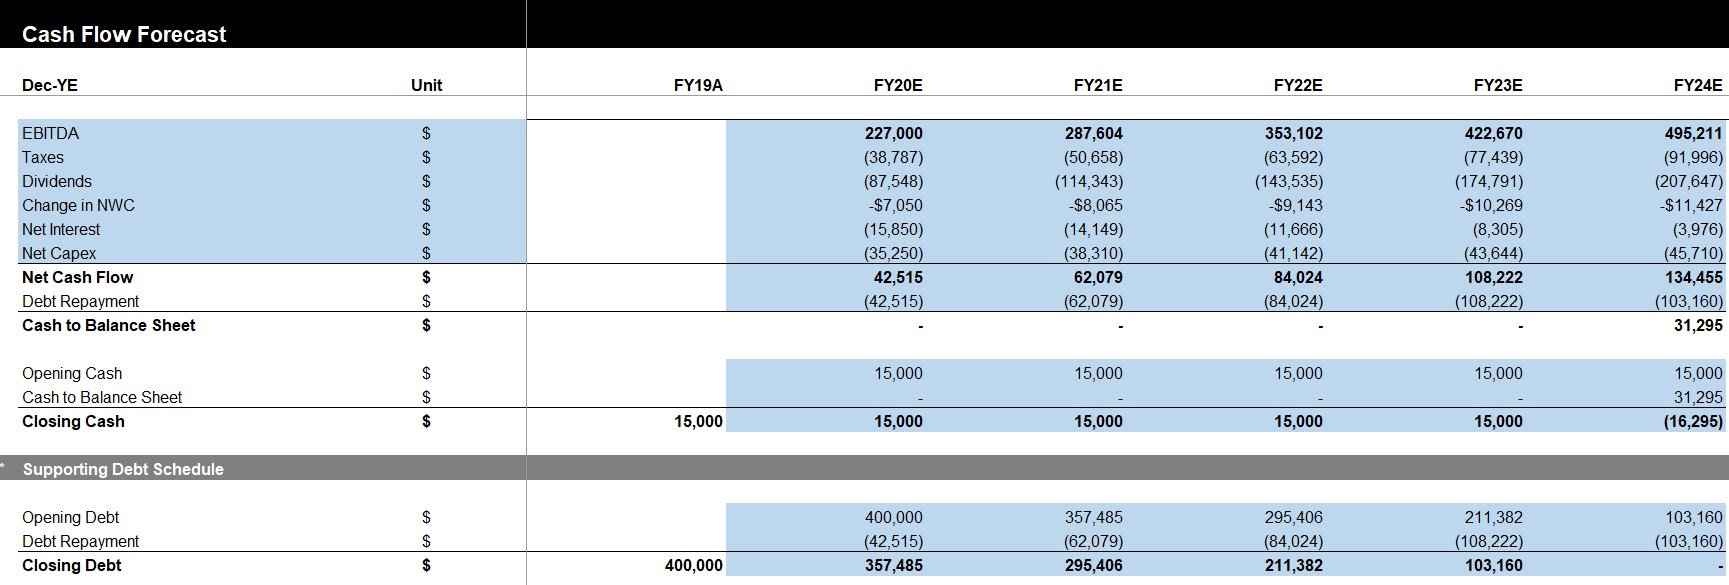 Cash Flow Forecast
Dec-YE Unit FY19A FY20E FY21E FY22E FY23E FY24E
EBITDA $ 227,000 287,604 353,102 422,670 495,211
Taxes $ (38,787) (50,658) (63,592) (77,439) (91,996)
Dividends $ (87,548) (114,343) (143,535) (174,791) (207,647)
Change in NWC $ -$7,050 -$8,065 -$9,143 -$10,269 -$11,427
Net Interest $ (15,850) (14,149) (11,666) (8,305) (3,976)
Net Capex $ (35,250) (38,310) (41,142) (43,644) (45,710)
Net Cash Flow $ 42,515 62,079 84,024 108,222 134,455
Debt Repayment $ (42,515) (62,079) (84,024) (108,222) (103,160)
Cash to Balance Sheet $ - - - - 31,295
Opening Cash $ 15,000 15,000 15,000 15,000 15,000
Cash to Balance Sheet $ - - - - 31,295
Closing Cash $ 15,000 15,000 15,000 15,000 15,000 (16,295)
* Supporting Debt Schedule
Opening Debt $ 400,000 357,485 295,406 211,382 103,160
Debt Repayment $ (42,515) (62,079) (84,024) (108,222) (103,160)
Closing Debt $ 400,000 357,485 295,406 211,382 103,160 -